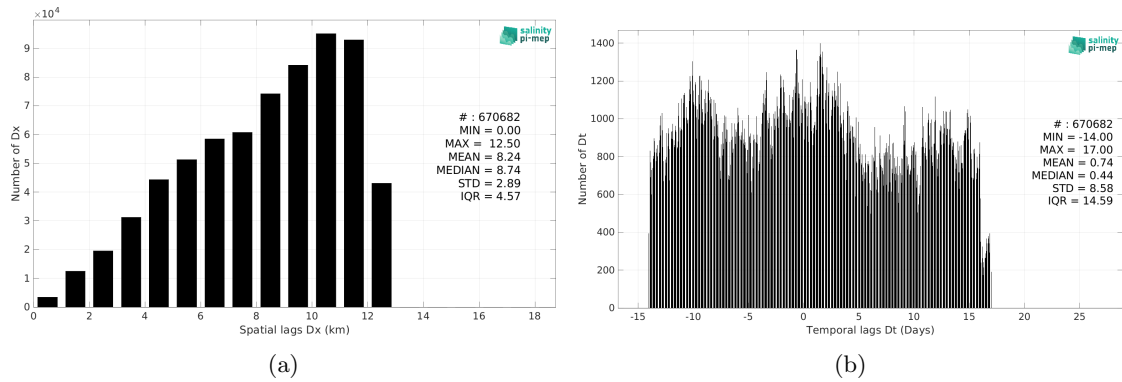 ×10⁴
9
8
7
6
5
4
3
2
1
0
Number of Dx
0 2 4 6 8 10 12 14 16 18
Spatial lags Dx (km)
salinity
pi-mep
# : 670682
MIN = 0.00
MAX = 12.50
MEAN = 8.24
MEDIAN = 8.74
STD = 2.89
IQR = 4.57
(a)
1400
1200
1000
800
600
400
200
0
Number of Dt
-15 -10 -5 0 5 10 15 20 25
Temporal lags Dt (Days)
salinity
pi-mep
# : 670682
MIN = -14.00
MAX = 17.00
MEAN = 0.74
MEDIAN = 0.44
STD = 8.58
IQR = 14.59
(b)